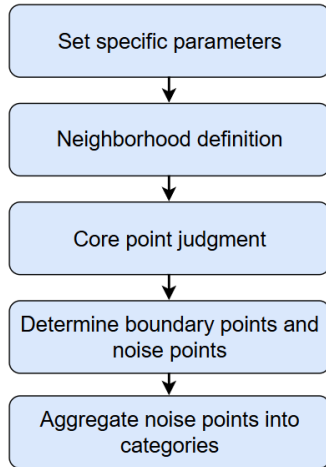 Set specific parameters
Neighborhood definition
Core point judgment
Determine boundary points and
noise points
Aggregate noise points into
categories